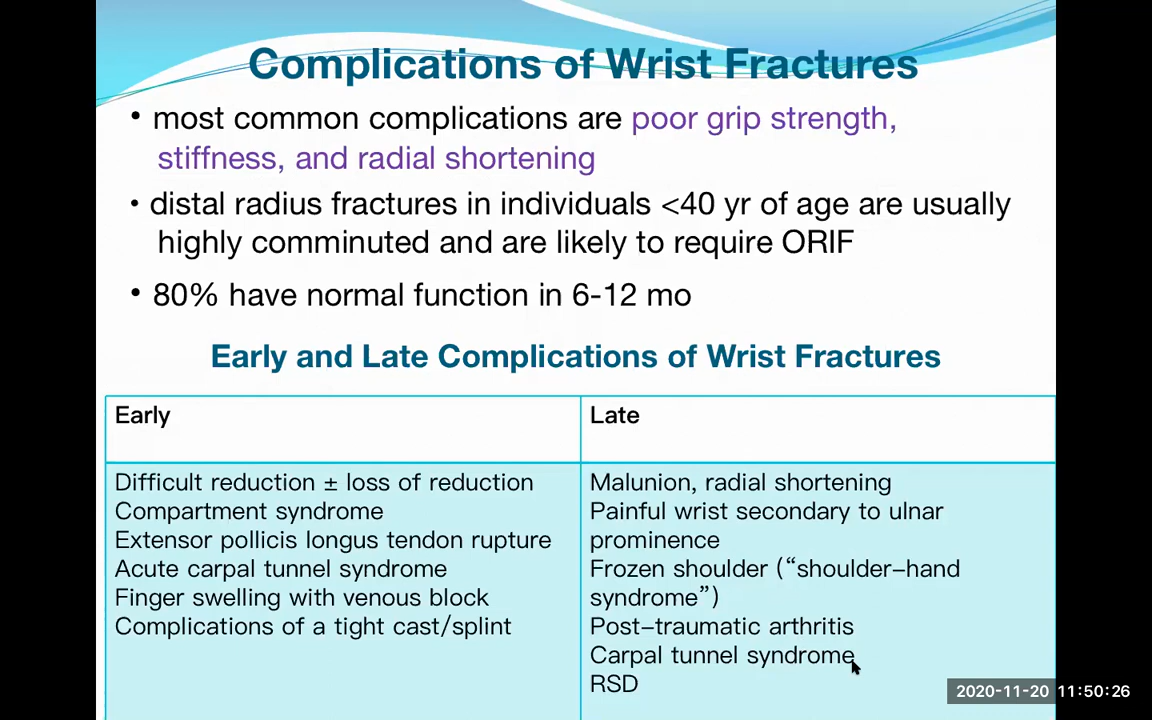 Complications of Wrist Fractures
• most common complications are poor grip strength,
stiffness, and radial shortening
• distal radius fractures in individuals <40 yr of age are usually
highly comminuted and are likely to require ORIF
• 80% have normal function in 6-12 mo
Early and Late Complications of Wrist Fractures
Early
Difficult reduction ± loss of reduction
Compartment syndrome
Extensor pollicis longus tendon rupture
Acute carpal tunnel syndrome
Finger swelling with venous block
Complications of a tight cast/splint
Late
Malunion, radial shortening
Painful wrist secondary to ulnar
prominence
Frozen shoulder (“shoulder–hand
syndrome”)
Post–traumatic arthritis
Carpal tunnel syndrome
RSD
2020-11-20 11:50:26